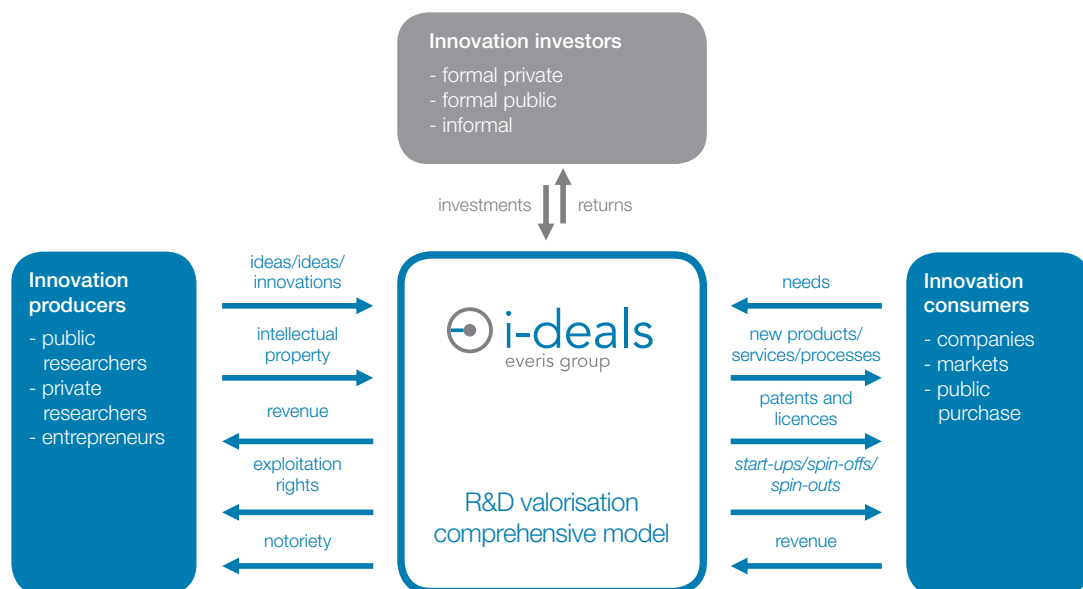 Innovation investors
- formal private
- formal public
- informal
investments
returns
Innovation
producers
- public
researchers
- private
researchers
- entrepreneurs
ideas/ideas/
innovations
intellectual
property
revenue
exploitation
rights
notoriety
i-deals
everis group
R&D valorisation
comprehensive model
needs
new products/
services/processes
patents and
licences
start-ups/spin-offs/
spin-outs
revenue
Innovation
consumers
- companies
- markets
- public
purchase